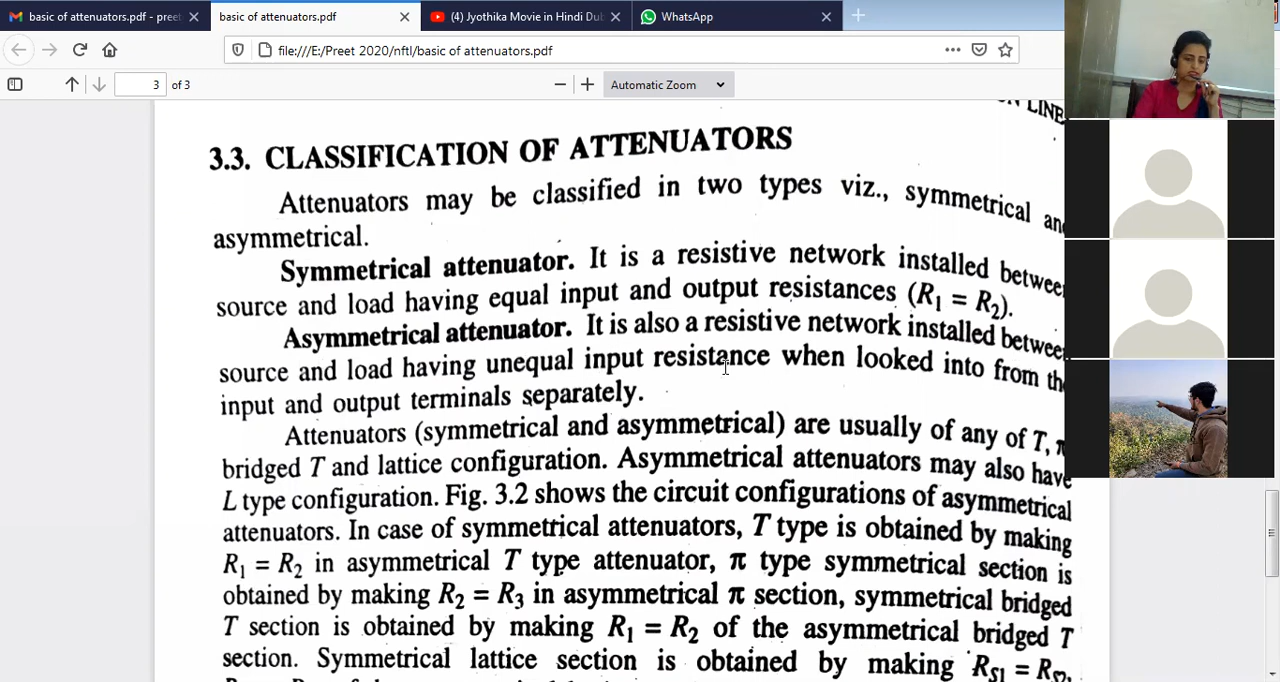 basic of attenuators.pdf - preet
basic of attenuators.pdf
(4) Jyothika Movie in Hindi Du
WhatsApp
file:///E:/Preet 2020/nftl/basic of attenuators.pdf
3 of 3
Automatic Zoom
LINE
3.3. CLASSIFICATION OF ATTENUATORS
Attenuators may be classified in two types viz., symmetrical an
asymmetrical.
Symmetrical attenuator. It is a resistive network installed betwee
source and load having equal input and output resistances (R₁ = R₂).
Asymmetrical attenuator. It is also a resistive network installed betwee
source and load having unequal input resistance when looked into from th
input and output terminals separately.
Attenuators (symmetrical and asymmetrical) are usually of any of T, π
bridged T and lattice configuration. Asymmetrical attenuators may also have
L type configuration. Fig. 3.2 shows the circuit configurations of asymmetrical
attenuators. In case of symmetrical attenuators, T type is obtained by making
R₁ = R₂ in asymmetrical T type attenuator, π type symmetrical section is
obtained by making R₂ = R₃ in asymmetrical π section, symmetrical bridged
T section is obtained by making R₁ = R₂ of the asymmetrical bridged T
section. Symmetrical lattice section is obtained by making R_S1 =